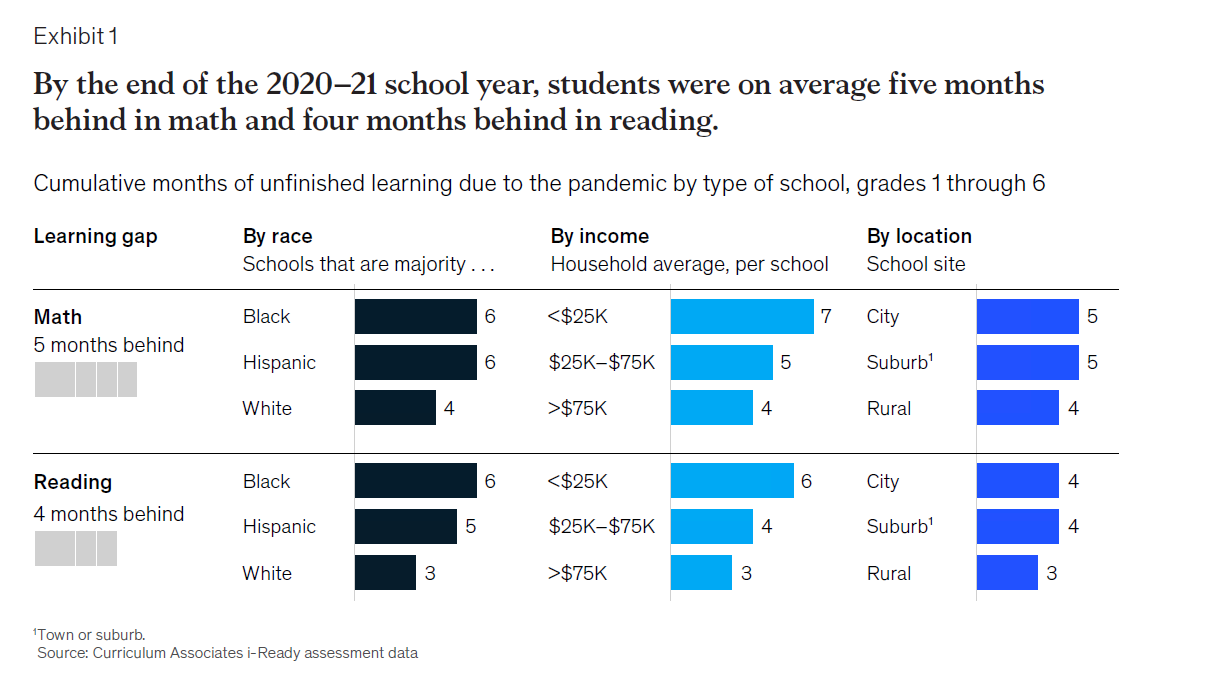 Exhibit 1
By the end of the 2020–21 school year, students were on average five months
behind in math and four months behind in reading.
Cumulative months of unfinished learning due to the pandemic by type of school, grades 1 through 6
Learning gap By race By income By location
Schools that are majority . . . Household average, per school School site
Math Black 6 <$25K 7 City 5
5 months behind
Hispanic 6 $25K–$75K 5 Suburb¹ 5
White 4 >$75K 4 Rural 4
Reading Black 6 <$25K 6 City 4
4 months behind
Hispanic 5 $25K–$75K 4 Suburb¹ 4
White 3 >$75K 3 Rural 3
¹Town or suburb.
Source: Curriculum Associates i-Ready assessment data